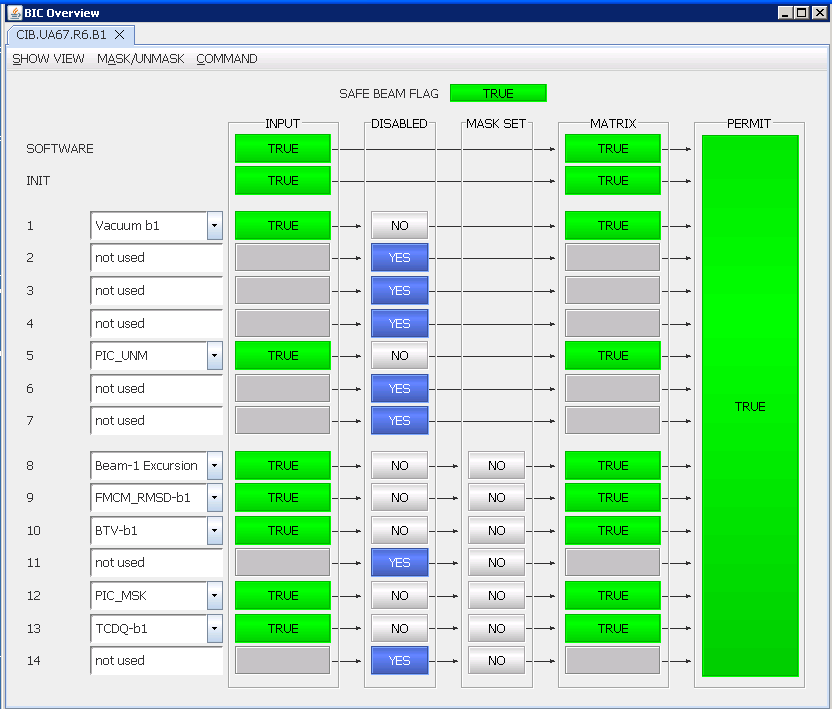 BIC Overview
CIB.UA67.R6.B1
SHOW VIEW MASK/UNMASK COMMAND
SAFE BEAM FLAG TRUE
INPUT DISABLED MASK SET MATRIX PERMIT
SOFTWARE TRUE TRUE
INIT TRUE TRUE
1 Vacuum b1 TRUE NO TRUE
2 not used YES
3 not used YES
4 not used YES
5 PIC_UNM TRUE NO TRUE
6 not used YES
TRUE
7 not used YES
8 Beam-1 Excursion TRUE NO NO TRUE
9 FMCM_RMSD-b1 TRUE NO NO TRUE
10 BTV-b1 TRUE NO NO TRUE
11 not used YES NO
12 PIC_MSK TRUE NO NO TRUE
13 TCDQ-b1 TRUE NO NO TRUE
14 not used YES NO